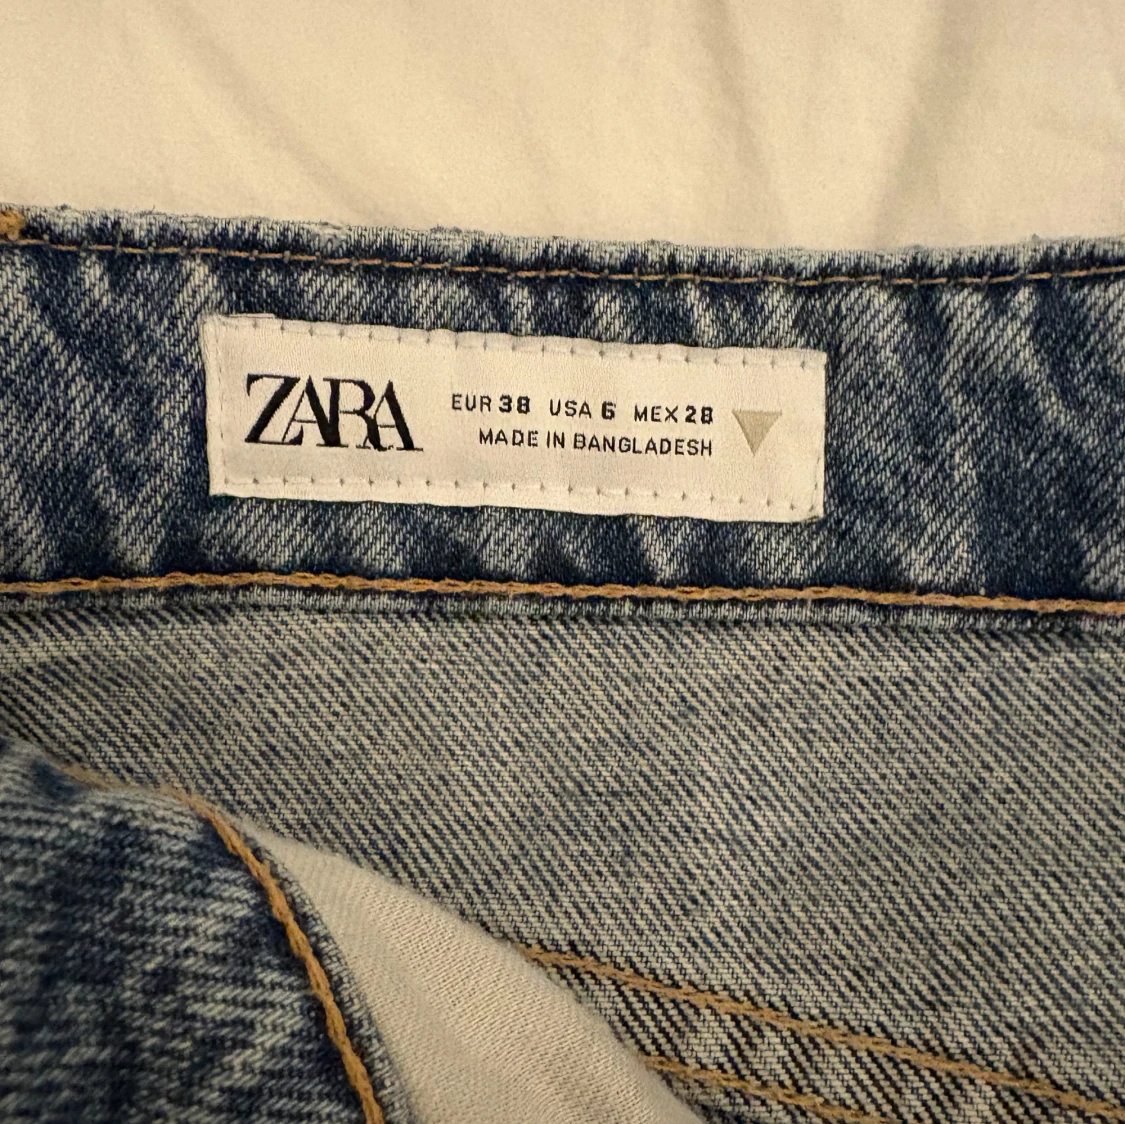 ZARA
EUR 38 USA 6 MEX 28
MADE IN BANGLADESH